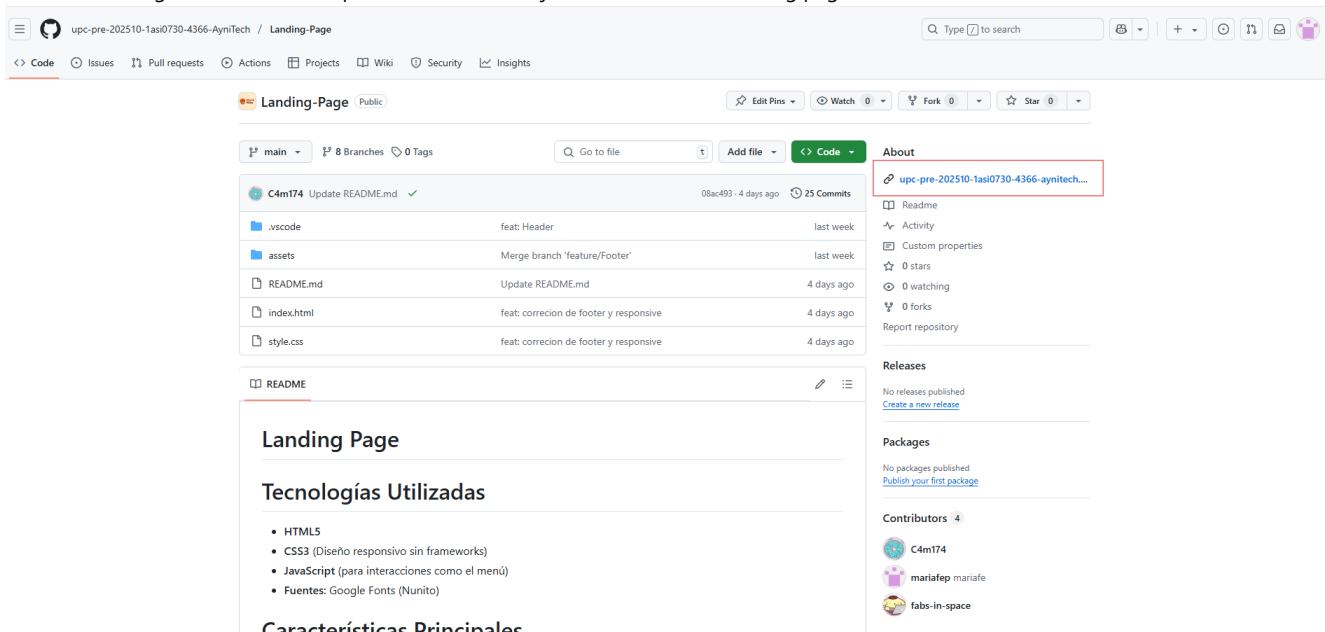 upc-pre-202510-1asi0730-4366-AyniTech / Landing-Page
Type / to search
Code Issues Pull requests Actions Projects Wiki Security Insights
Landing-Page Public
Edit Pins Watch 0 Fork 0 Star 0
main 8 Branches 0 Tags
Go to file t
Add file Code
About
upc-pre-202510-1asi0730-4366-aynitech....
C4m174 Update README.md 08ac493 · 4 days ago 25 Commits
.vscode feat: Header last week
assets Merge branch 'feature/Footer' last week
README.md Update README.md 4 days ago
index.html feat: correcion de footer y responsive 4 days ago
style.css feat: correcion de footer y responsive 4 days ago
Readme
Activity
Custom properties
0 stars
0 watching
0 forks
Report repository
Releases
No releases published
Create a new release
Packages
No packages published
Publish your first package
Contributors 4
C4m174
mariafep mariafe
fabs-in-space
README
Landing Page
Tecnologías Utilizadas
HTML5
CSS3 (Diseño responsivo sin frameworks)
JavaScript (para interacciones como el menú)
Fuentes: Google Fonts (Nunito)
Características Principales